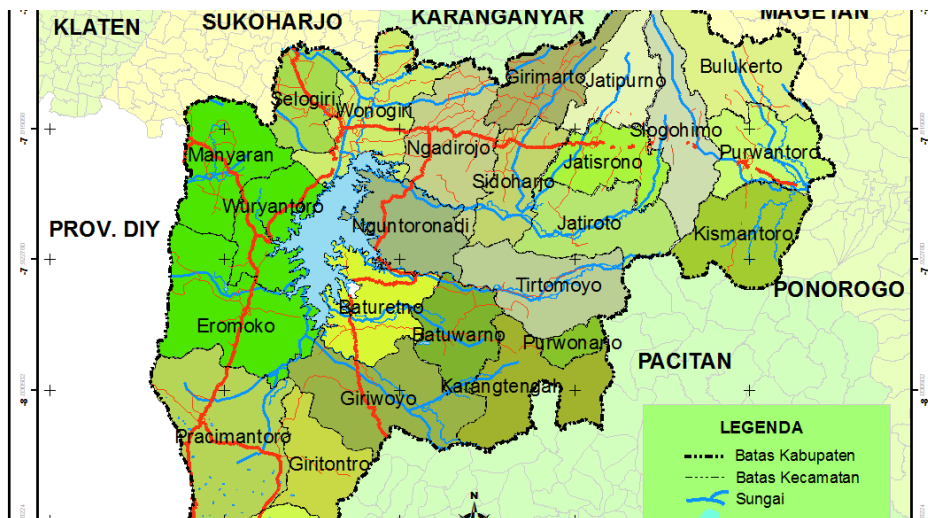 SUKOHARJO
KARANGANYAR
MAGETAN
KLATEN
Girimarto
Jatipurno
Bulukerto
Selogiri
Wonogiri
Slogohimo
Ngadirojo
Jatisrono
Purwantoro
Manyaran
Sidoharjo
Wuryantoro
PROV. DIY
Nguntoronadi
Jatiroto
Kismantoro
Tirtomoyo
PONOROGO
Baturetno
Eromoko
Batuwarno
Purwonarjo
PACITAN
Karangtengah
Giriwoyo
LEGENDA
Pracimantoro
Batas Kabupaten
Giritontro
Batas Kecamatan
Sungai
N